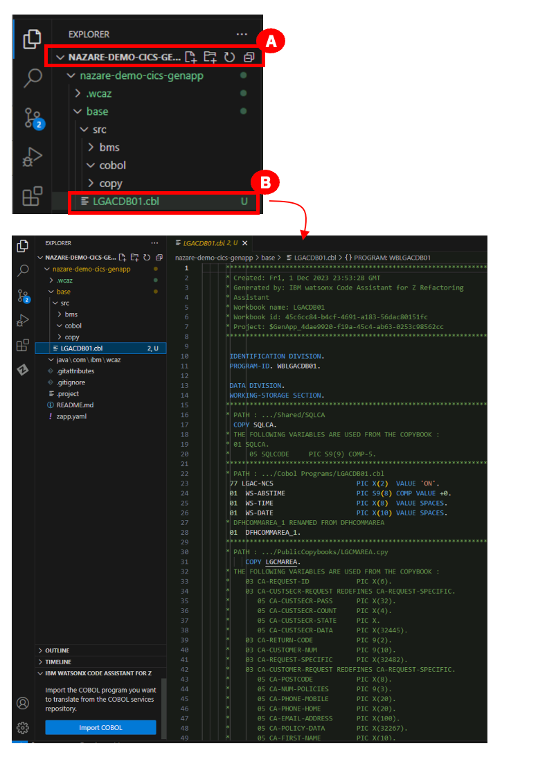 EXPLORER
A
NAZARE-DEMO-CICS-GE...
nazare-demo-cics-genapp
.wcaz
base
src
bms
cobol
copy
B
LGACDB01.cbl U
2
EXPLORER
NAZARE-DEMO-CICS-GE...
nazare-demo-cics-genapp
.wcaz
base
src
bms
cobol
copy
LGACDB01.cbl 2, U
java\com\ibm\wcaz
.gitattributes
.gitignore
.project
README.md
zapp.yaml
OUTLINE
TIMELINE
IBM WATSONX CODE ASSISTANT FOR Z
Import the COBOL program you want
to translate from the COBOL services
repository.
Import COBOL
LGACDB01.cbl 2, U
nazare-demo-cics-genapp > base > LGACDB01.cbl > {} PROGRAM: WBLGACDB01
1 ****************************************************************
2 * Created: Fri, 1 Dec 2023 23:53:28 GMT
3 * Generated by: IBM watsonx Code Assistant for Z Refactoring
4 * Assistant
5 * Workbook name: LGACDB01
6 * Workbook id: 45c6cc84-b4cf-4691-a183-56dac80151fc
7 * Project: $GenApp_4dae9920-f19a-45c4-ab63-0253c98562cc
8 ****************************************************************
9
10 IDENTIFICATION DIVISION.
11 PROGRAM-ID. WBLGACDB01.
12
13 DATA DIVISION.
14 WORKING-STORAGE SECTION.
15 ****************************************************************
16 * PATH : .../Shared/SQLCA
17 COPY SQLCA.
18 * THE FOLLOWING VARIABLES ARE USED FROM THE COPYBOOK :
19 * 01 SQLCA.
20 * 05 SQLCODE PIC S9(9) COMP-5.
21 ****************************************************************
22 * PATH : .../Cobol Programs/LGACDB01.cbl
23 77 LGAC-NCS PIC X(2) VALUE 'ON'.
24 01 WS-ABSTIME PIC S9(8) COMP VALUE +0.
25 01 WS-TIME PIC X(8) VALUE SPACES.
26 01 WS-DATE PIC X(10) VALUE SPACES.
27 * DFHCOMMAREA_1 RENAMED FROM DFHCOMMAREA
28 01 DFHCOMMAREA_1.
29 ****************************************************************
30 * PATH : .../PublicCopybooks/LGCMAREA.cpy
31 COPY LGCMAREA.
32 * THE FOLLOWING VARIABLES ARE USED FROM THE COPYBOOK :
33 * 03 CA-REQUEST-ID PIC X(6).
34 * 03 CA-CUSTSECR-REQUEST REDEFINES CA-REQUEST-SPECIFIC.
35 * 05 CA-CUSTSECR-PASS PIC X(32).
36 * 05 CA-CUSTSECR-COUNT PIC X(4).
37 * 05 CA-CUSTSECR-STATE PIC X.
38 * 05 CA-CUSTSECR-DATA PIC X(32445).
39 * 03 CA-RETURN-CODE PIC 9(2).
40 * 03 CA-CUSTOMER-NUM PIC 9(10).
41 * 03 CA-REQUEST-SPECIFIC PIC X(32482).
42 * 03 CA-CUSTOMER-REQUEST REDEFINES CA-REQUEST-SPECIFIC.
43 * 05 CA-POSTCODE PIC X(8).
44 * 05 CA-NUM-POLICIES PIC 9(3).
45 * 05 CA-PHONE-MOBILE PIC X(20).
46 * 05 CA-PHONE-HOME PIC X(20).
47 * 05 CA-EMAIL-ADDRESS PIC X(100).
48 * 05 CA-POLICY-DATA PIC X(32267).
49 * 05 CA-FIRST-NAME PIC X(10).